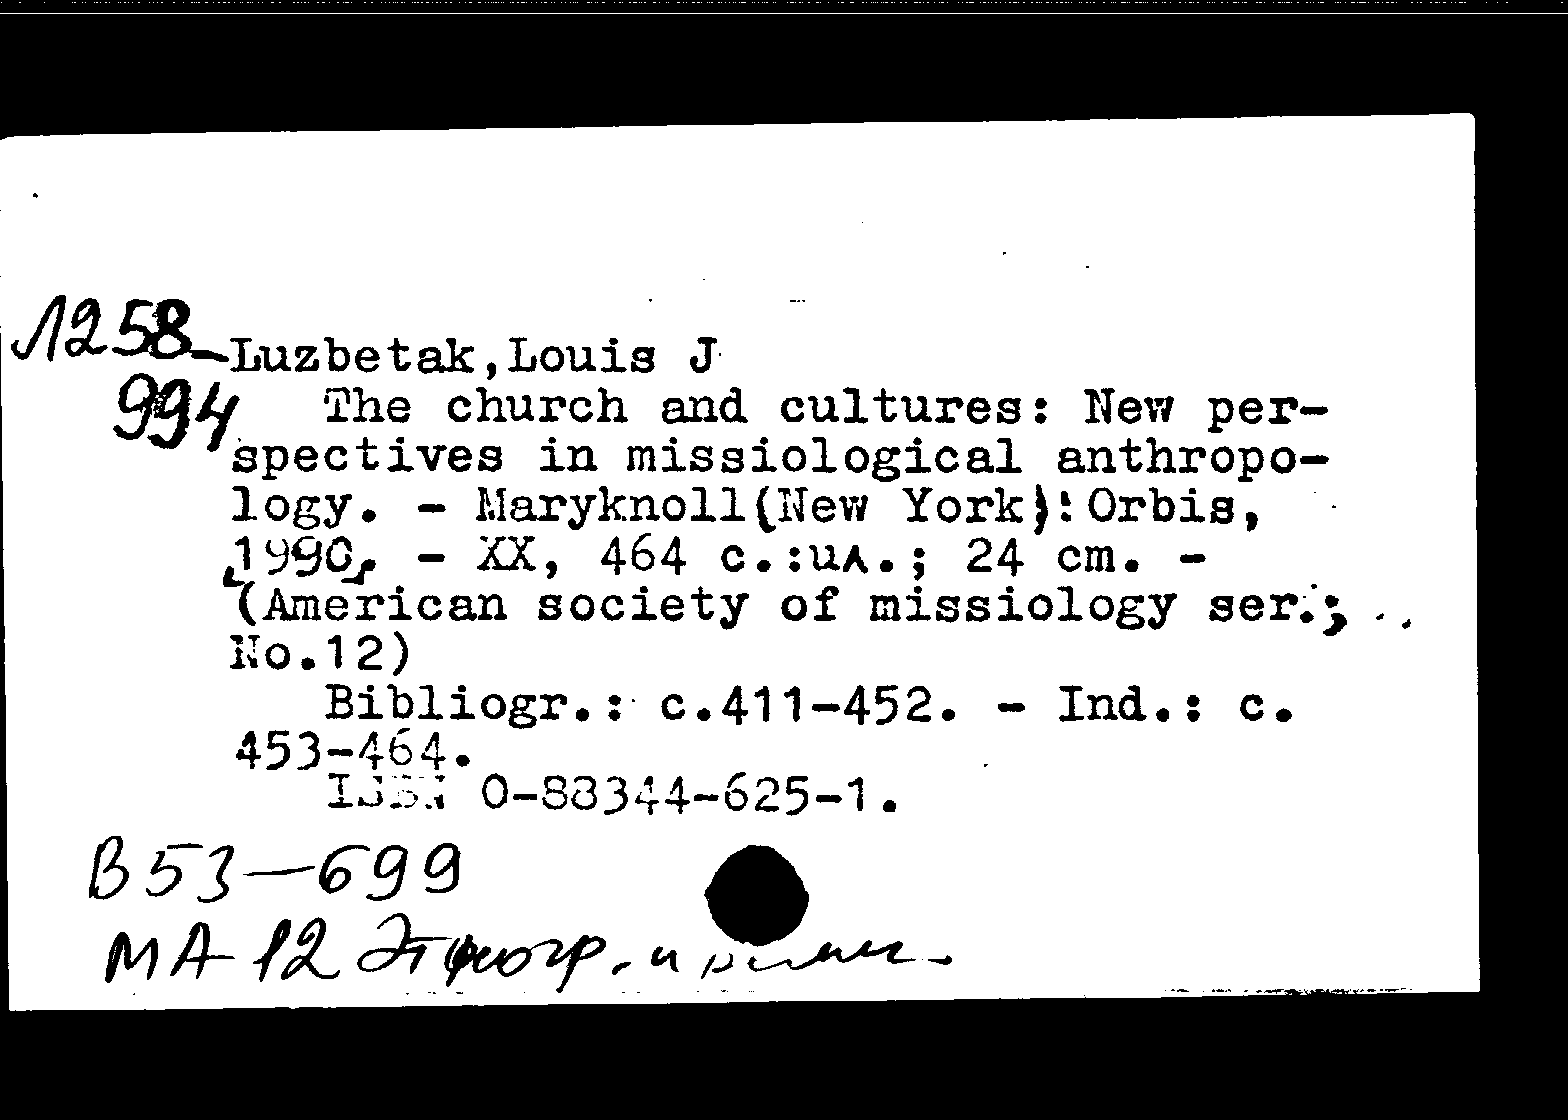 Л258-
994
Luzbetak,Louis J
The church and cultures: New per-
spectives in missiological anthropo-
logy. - Maryknoll(New York): Orbis,
1990. - XX, 464 c.:ил.; 24 cm. -
(American society of missiology ser.;
No.12)
Bibliogr.: c.411-452. - Ind.: c.
453-464.
ISBN 0-88344-625-1.
В53-699
МА 12 Этногр. и